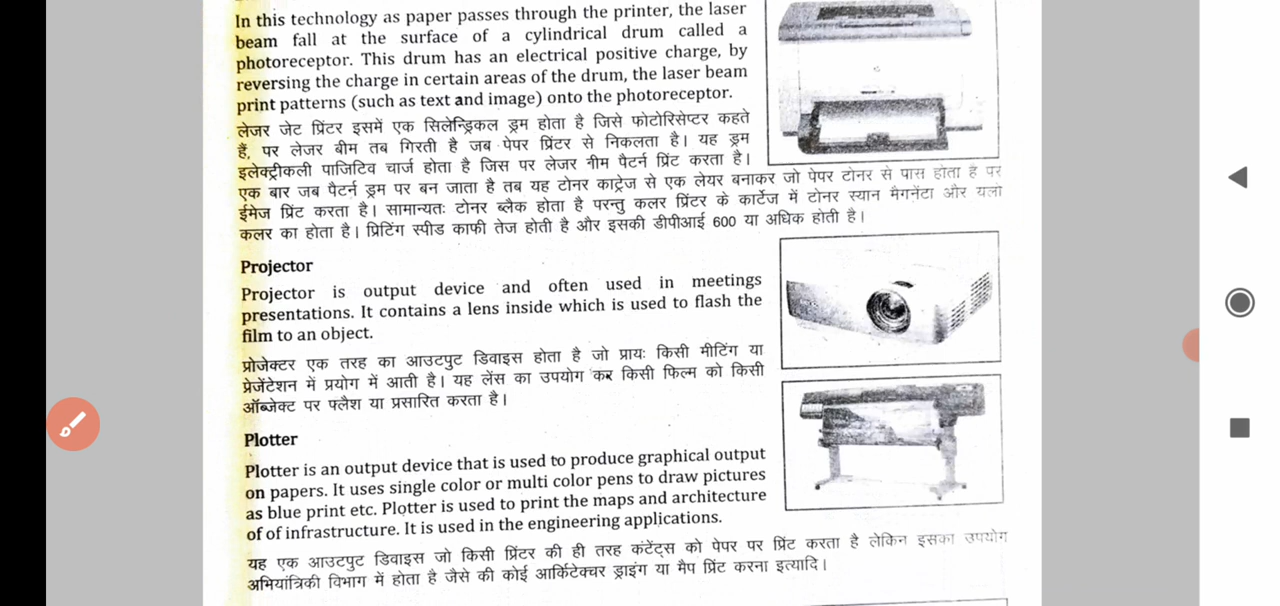 In this technology as paper passes through the printer, the laser
beam fall at the surface of a cylindrical drum called a
photoreceptor. This drum has an electrical positive charge, by
reversing the charge in certain areas of the drum, the laser beam
print patterns (such as text and image) onto the photoreceptor.
लेजर जेट प्रिंटर इसमें एक सिलेन्ड्रिकल ड्रम होता है जिसे फोटोरिसेप्टर कहते
हैं, पर लेजर बीम तब गिरती है जब पेपर प्रिंटर से निकलता है। यह ड्रम
इलेक्ट्रीकली पाजिटिव चार्ज होता है जिस पर लेजर नीम पैटर्न प्रिंट करता है।
एक बार जब पैटर्न ड्रम पर बन जाता है तब यह टोनर काट्रेज से एक लेयर बनाकर जो पेपर टोनर से पास होता है पर
ईमेज प्रिंट करता है। सामान्यतः टोनर ब्लैक होता है परन्तु कलर प्रिंटर के कार्टेज में टोनर स्यान मैगनेंटा और यलो
कलर का होता है। प्रिटिंग स्पीड काफी तेज होती है और इसकी डीपीआई 600 या अधिक होती है।
Projector
Projector is output device and often used in meetings
presentations. It contains a lens inside which is used to flash the
film to an object.
प्रोजेक्टर एक तरह का आउटपुट डिवाइस होता है जो प्रायः किसी मीटिंग या
प्रेजेंटेशन में प्रयोग में आती है। यह लेंस का उपयोग कर किसी फिल्म को किसी
ऑब्जेक्ट पर फ्लैश या प्रसारित करता है।
Plotter
Plotter is an output device that is used to produce graphical output
on papers. It uses single color or multi color pens to draw pictures
as blue print etc. Plotter is used to print the maps and architecture
of of infrastructure. It is used in the engineering applications.
यह एक आउटपुट डिवाइस जो किसी प्रिंटर की ही तरह कंटेंट्स को पेपर पर प्रिंट करता है लेकिन इसका उपयोग
अभियांत्रिकी विभाग में होता है जैसे की कोई आर्किटेक्चर ड्राइंग या मैप प्रिंट करना इत्यादि।